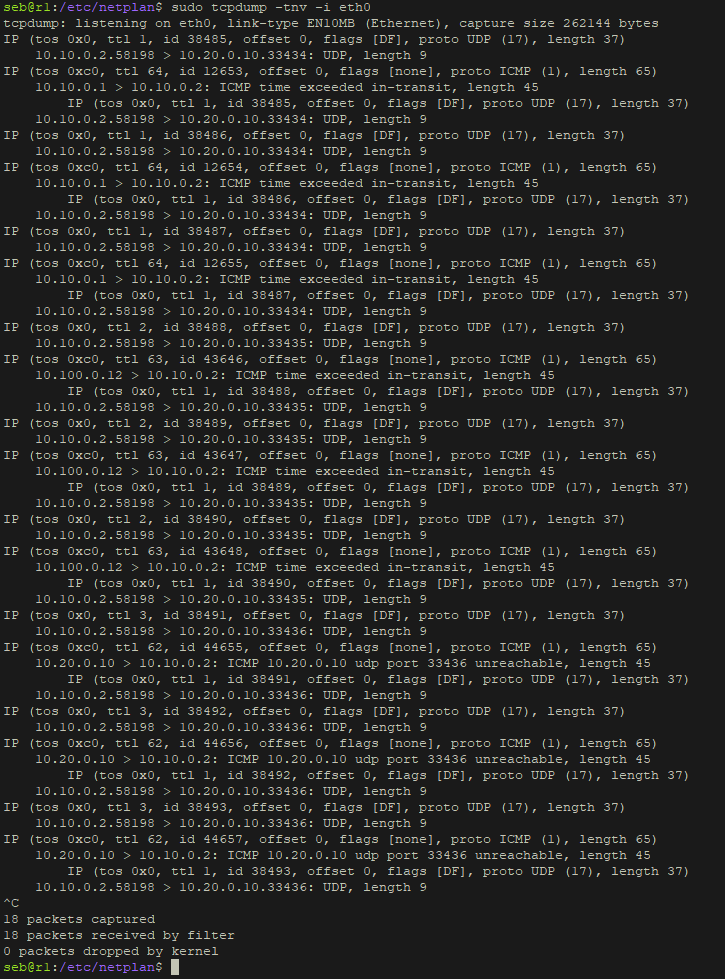 seb@r1:/etc/netplan$ sudo tcpdump -tnv -i eth0
tcpdump: listening on eth0, link-type EN10MB (Ethernet), capture size 262144 bytes
IP (tos 0x0, ttl 1, id 38485, offset 0, flags [DF], proto UDP (17), length 37)
    10.10.0.2.58198 > 10.20.0.10.33434: UDP, length 9
IP (tos 0xc0, ttl 64, id 12653, offset 0, flags [none], proto ICMP (1), length 65)
    10.10.0.1 > 10.10.0.2: ICMP time exceeded in-transit, length 45
        IP (tos 0x0, ttl 1, id 38485, offset 0, flags [DF], proto UDP (17), length 37)
    10.10.0.2.58198 > 10.20.0.10.33434: UDP, length 9
IP (tos 0x0, ttl 1, id 38486, offset 0, flags [DF], proto UDP (17), length 37)
    10.10.0.2.58198 > 10.20.0.10.33434: UDP, length 9
IP (tos 0xc0, ttl 64, id 12654, offset 0, flags [none], proto ICMP (1), length 65)
    10.10.0.1 > 10.10.0.2: ICMP time exceeded in-transit, length 45
        IP (tos 0x0, ttl 1, id 38486, offset 0, flags [DF], proto UDP (17), length 37)
    10.10.0.2.58198 > 10.20.0.10.33434: UDP, length 9
IP (tos 0x0, ttl 1, id 38487, offset 0, flags [DF], proto UDP (17), length 37)
    10.10.0.2.58198 > 10.20.0.10.33434: UDP, length 9
IP (tos 0xc0, ttl 64, id 12655, offset 0, flags [none], proto ICMP (1), length 65)
    10.10.0.1 > 10.10.0.2: ICMP time exceeded in-transit, length 45
        IP (tos 0x0, ttl 1, id 38487, offset 0, flags [DF], proto UDP (17), length 37)
    10.10.0.2.58198 > 10.20.0.10.33434: UDP, length 9
IP (tos 0x0, ttl 2, id 38488, offset 0, flags [DF], proto UDP (17), length 37)
    10.10.0.2.58198 > 10.20.0.10.33435: UDP, length 9
IP (tos 0xc0, ttl 63, id 43646, offset 0, flags [none], proto ICMP (1), length 65)
    10.100.0.12 > 10.10.0.2: ICMP time exceeded in-transit, length 45
        IP (tos 0x0, ttl 1, id 38488, offset 0, flags [DF], proto UDP (17), length 37)
    10.10.0.2.58198 > 10.20.0.10.33435: UDP, length 9
IP (tos 0x0, ttl 2, id 38489, offset 0, flags [DF], proto UDP (17), length 37)
    10.10.0.2.58198 > 10.20.0.10.33435: UDP, length 9
IP (tos 0xc0, ttl 63, id 43647, offset 0, flags [none], proto ICMP (1), length 65)
    10.100.0.12 > 10.10.0.2: ICMP time exceeded in-transit, length 45
        IP (tos 0x0, ttl 1, id 38489, offset 0, flags [DF], proto UDP (17), length 37)
    10.10.0.2.58198 > 10.20.0.10.33435: UDP, length 9
IP (tos 0x0, ttl 2, id 38490, offset 0, flags [DF], proto UDP (17), length 37)
    10.10.0.2.58198 > 10.20.0.10.33435: UDP, length 9
IP (tos 0xc0, ttl 63, id 43648, offset 0, flags [none], proto ICMP (1), length 65)
    10.100.0.12 > 10.10.0.2: ICMP time exceeded in-transit, length 45
        IP (tos 0x0, ttl 1, id 38490, offset 0, flags [DF], proto UDP (17), length 37)
    10.10.0.2.58198 > 10.20.0.10.33435: UDP, length 9
IP (tos 0x0, ttl 3, id 38491, offset 0, flags [DF], proto UDP (17), length 37)
    10.10.0.2.58198 > 10.20.0.10.33436: UDP, length 9
IP (tos 0xc0, ttl 62, id 44655, offset 0, flags [none], proto ICMP (1), length 65)
    10.20.0.10 > 10.10.0.2: ICMP 10.20.0.10 udp port 33436 unreachable, length 45
        IP (tos 0x0, ttl 1, id 38491, offset 0, flags [DF], proto UDP (17), length 37)
    10.10.0.2.58198 > 10.20.0.10.33436: UDP, length 9
IP (tos 0x0, ttl 3, id 38492, offset 0, flags [DF], proto UDP (17), length 37)
    10.10.0.2.58198 > 10.20.0.10.33436: UDP, length 9
IP (tos 0xc0, ttl 62, id 44656, offset 0, flags [none], proto ICMP (1), length 65)
    10.20.0.10 > 10.10.0.2: ICMP 10.20.0.10 udp port 33436 unreachable, length 45
        IP (tos 0x0, ttl 1, id 38492, offset 0, flags [DF], proto UDP (17), length 37)
    10.10.0.2.58198 > 10.20.0.10.33436: UDP, length 9
IP (tos 0x0, ttl 3, id 38493, offset 0, flags [DF], proto UDP (17), length 37)
    10.10.0.2.58198 > 10.20.0.10.33436: UDP, length 9
IP (tos 0xc0, ttl 62, id 44657, offset 0, flags [none], proto ICMP (1), length 65)
    10.20.0.10 > 10.10.0.2: ICMP 10.20.0.10 udp port 33436 unreachable, length 45
        IP (tos 0x0, ttl 1, id 38493, offset 0, flags [DF], proto UDP (17), length 37)
    10.10.0.2.58198 > 10.20.0.10.33436: UDP, length 9
^C
18 packets captured
18 packets received by filter
0 packets dropped by kernel
seb@r1:/etc/netplan$